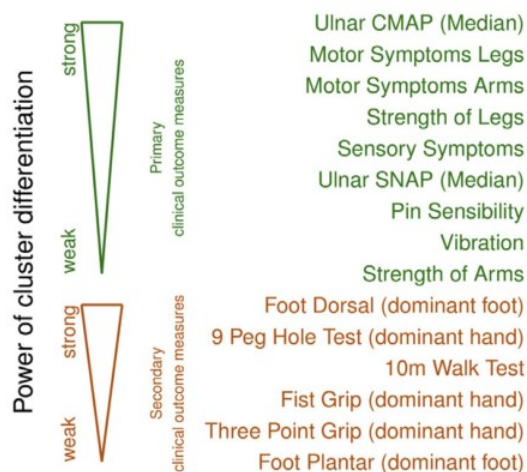 Power of cluster differentiation
strong
weak
Primary
clinical outcome measures
Ulnar CMAP (Median)
Motor Symptoms Legs
Motor Symptoms Arms
Strength of Legs
Sensory Symptoms
Ulnar SNAP (Median)
Pin Sensibility
Vibration
Strength of Arms
strong
weak
Secondary
clinical outcome measures
Foot Dorsal (dominant foot)
9 Peg Hole Test (dominant hand)
10m Walk Test
Fist Grip (dominant hand)
Three Point Grip (dominant hand)
Foot Plantar (dominant foot)